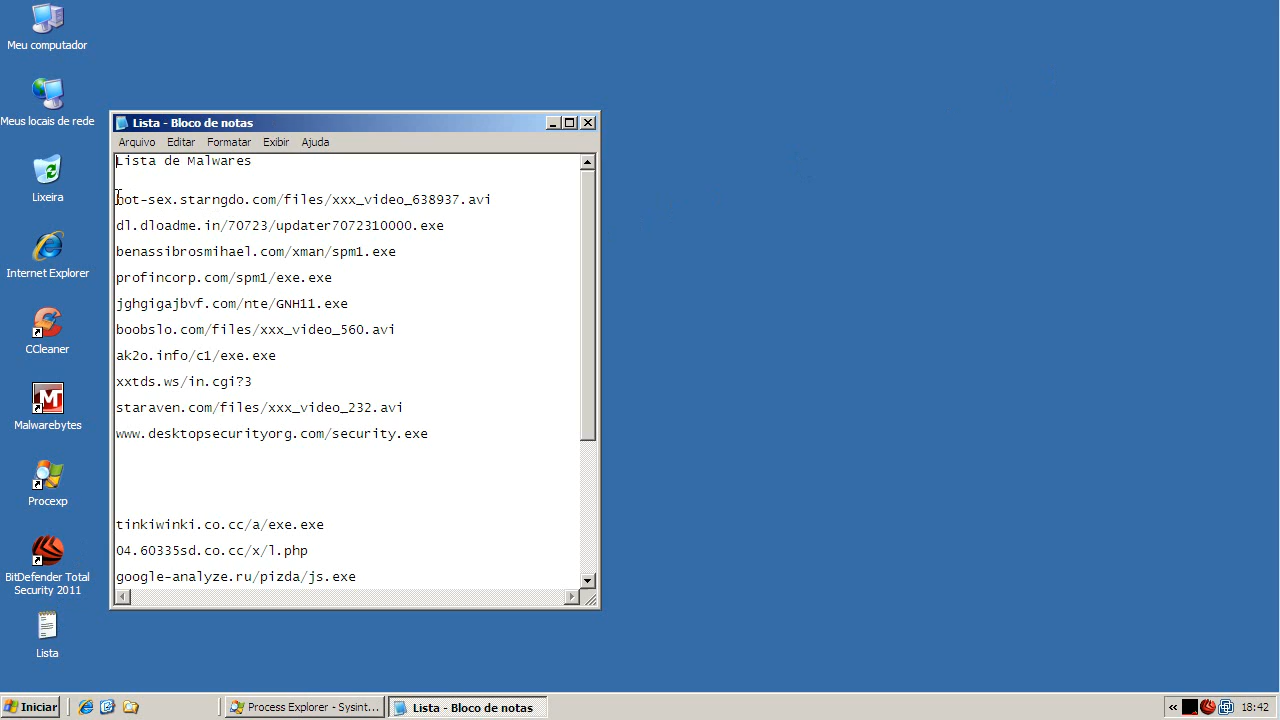 Meu computador
Meus locais de rede
Lixeira
Internet Explorer
CCleaner
Malwarebytes
Procexp
BitDefender Total
Security 2011
Lista
Lista - Bloco de notas
Arquivo Editar Formatar Exibir Ajuda
Lista de Malwares
hot-sex.starngdo.com/files/xxx_video_638937.avi
dl.dloadme.in/70723/updater7072310000.exe
benassibrosmihael.com/xman/spm1.exe
profincorp.com/spm1/exe.exe
jghgigajbvf.com/nte/GNH11.exe
boobslo.com/files/xxx_video_560.avi
ak2o.info/c1/exe.exe
xxtds.ws/in.cgi?3
staraven.com/files/xxx_video_232.avi
www.desktopsecurityorg.com/security.exe
tinkiwinki.co.cc/a/exe.exe
04.60335sd.co.cc/x/l.php
google-analyze.ru/pizda/js.exe
Iniciar
Process Explorer - Sysint...
Lista - Bloco de notas
18:42